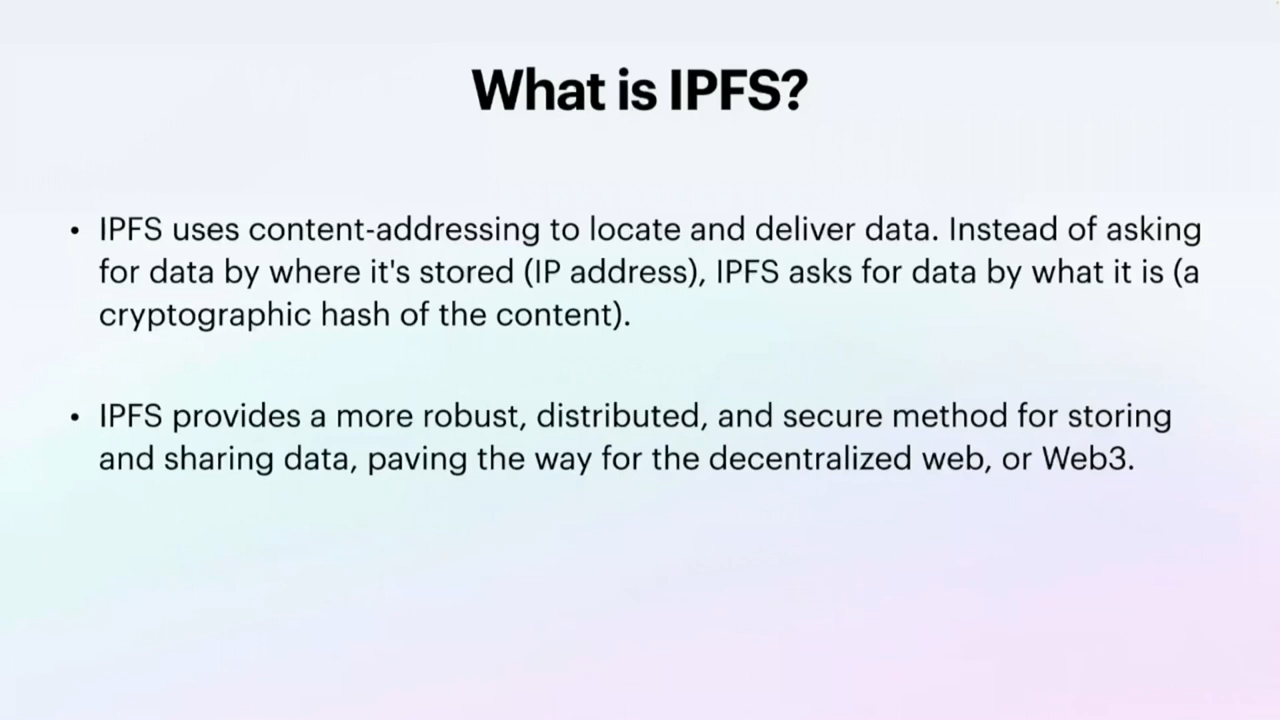 What is IPFS?
• IPFS uses content-addressing to locate and deliver data. Instead of asking
for data by where it's stored (IP address), IPFS asks for data by what it is (a
cryptographic hash of the content).
• IPFS provides a more robust, distributed, and secure method for storing
and sharing data, paving the way for the decentralized web, or Web3.